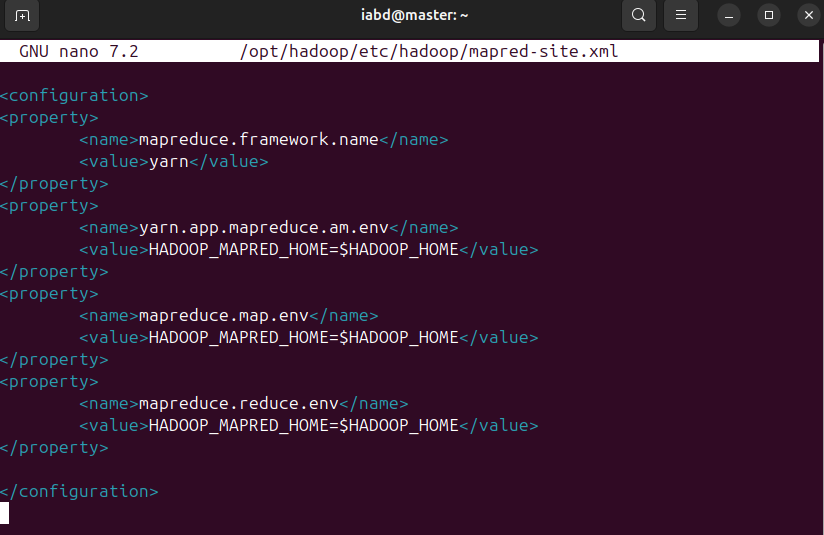 iabd@master: ~
GNU nano 7.2 /opt/hadoop/etc/hadoop/mapred-site.xml
<configuration>
<property>
<name>mapreduce.framework.name</name>
<value>yarn</value>
</property>
<property>
<name>yarn.app.mapreduce.am.env</name>
<value>HADOOP_MAPRED_HOME=$HADOOP_HOME</value>
</property>
<property>
<name>mapreduce.map.env</name>
<value>HADOOP_MAPRED_HOME=$HADOOP_HOME</value>
</property>
<property>
<name>mapreduce.reduce.env</name>
<value>HADOOP_MAPRED_HOME=$HADOOP_HOME</value>
</property>
</configuration>